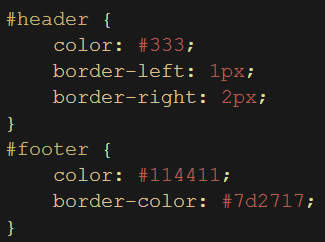 #header {
    color: #333;
    border-left: 1px;
    border-right: 2px;
}
#footer {
    color: #114411;
    border-color: #7d2717;
}